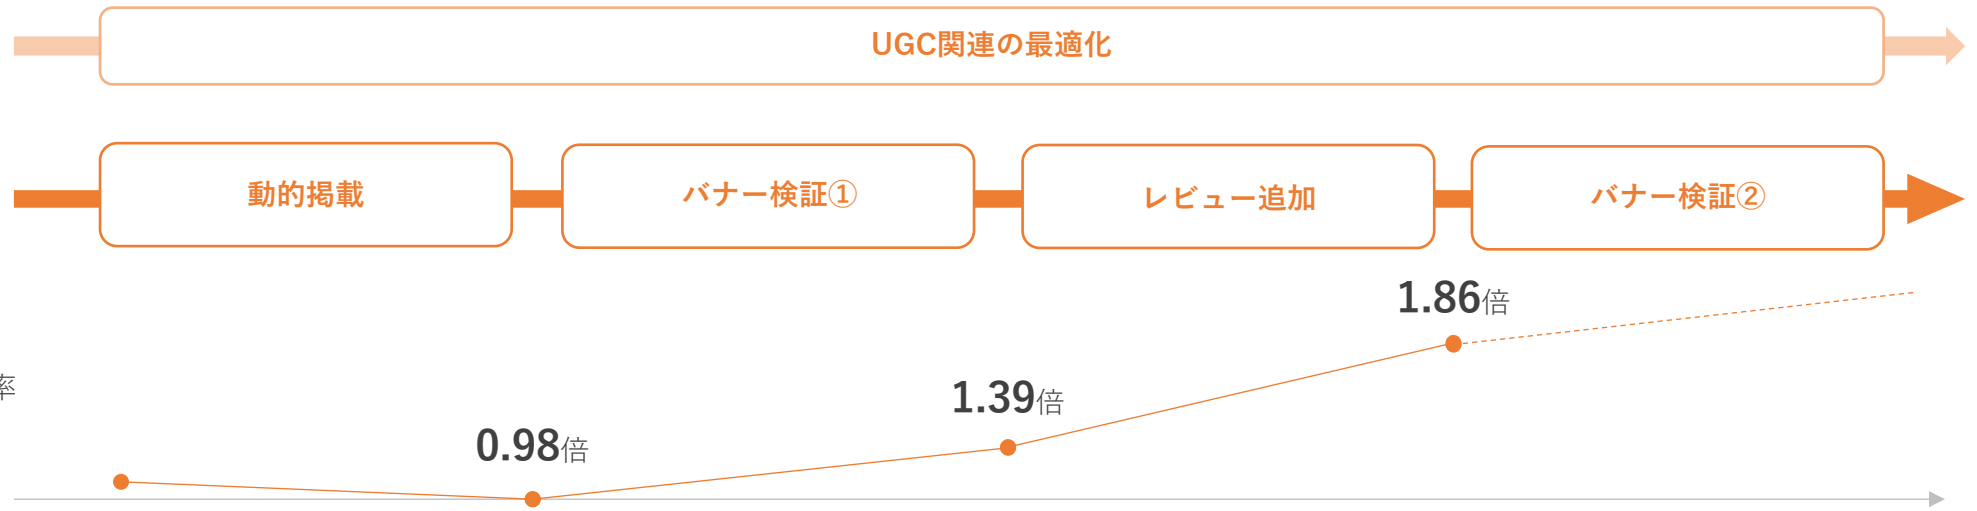 UGC関連の最適化
動的掲載
バナー検証①
レビュー追加
バナー検証②
1.86倍
1.39倍
0.98倍
率